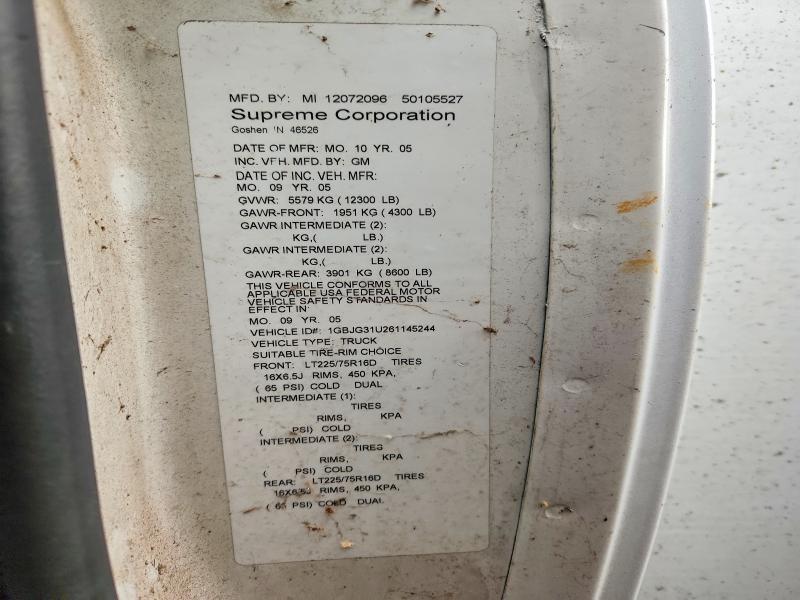 MFD. BY: MI 12072096 50105527
Supreme Corporation
Goshen IN 46526
DATE OF MFR: MO. 10 YR. 05
INC. VEH. MFD. BY: GM
DATE OF INC. VEH. MFR:
MO. 09 YR. 05
GVWR: 5579 KG ( 12300 LB)
GAWR-FRONT: 1951 KG ( 4300 LB)
GAWR INTERMEDIATE (2):
KG,( LB.)
GAWR INTERMEDIATE (2):
KG,( LB.)
GAWR-REAR: 3901 KG ( 8600 LB)
THIS VEHICLE CONFORMS TO ALL
APPLICABLE USA FEDERAL MOTOR
VEHICLE SAFETY STANDARDS IN
EFFECT IN:
MO. 09 YR. 05
VEHICLE ID#: 1GBJG31U261145244
VEHICLE TYPE: TRUCK
SUITABLE TIRE-RIM CHOICE
FRONT: LT225/75R16D TIRES
16X6.5J RIMS, 450 KPA,
( 65 PSI) COLD DUAL
INTERMEDIATE (1):
TIRES
RIMS, KPA
( PSI) COLD
INTERMEDIATE (2):
TIRES
RIMS, KPA
( PSI) COLD
REAR: LT225/75R16D TIRES
16X6.5J RIMS, 450 KPA,
( 65 PSI) COLD DUAL